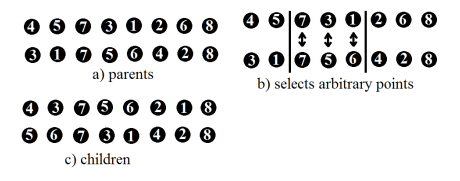 4 5 7 3 1 2 6 8
3 1 7 5 6 4 2 8
a) parents
4 5 7 3 1 2 6 8
3 1 7 5 6 4 2 8
b) selects arbitrary points
4 3 7 5 6 2 1 8
5 6 7 3 1 4 2 8
c) children